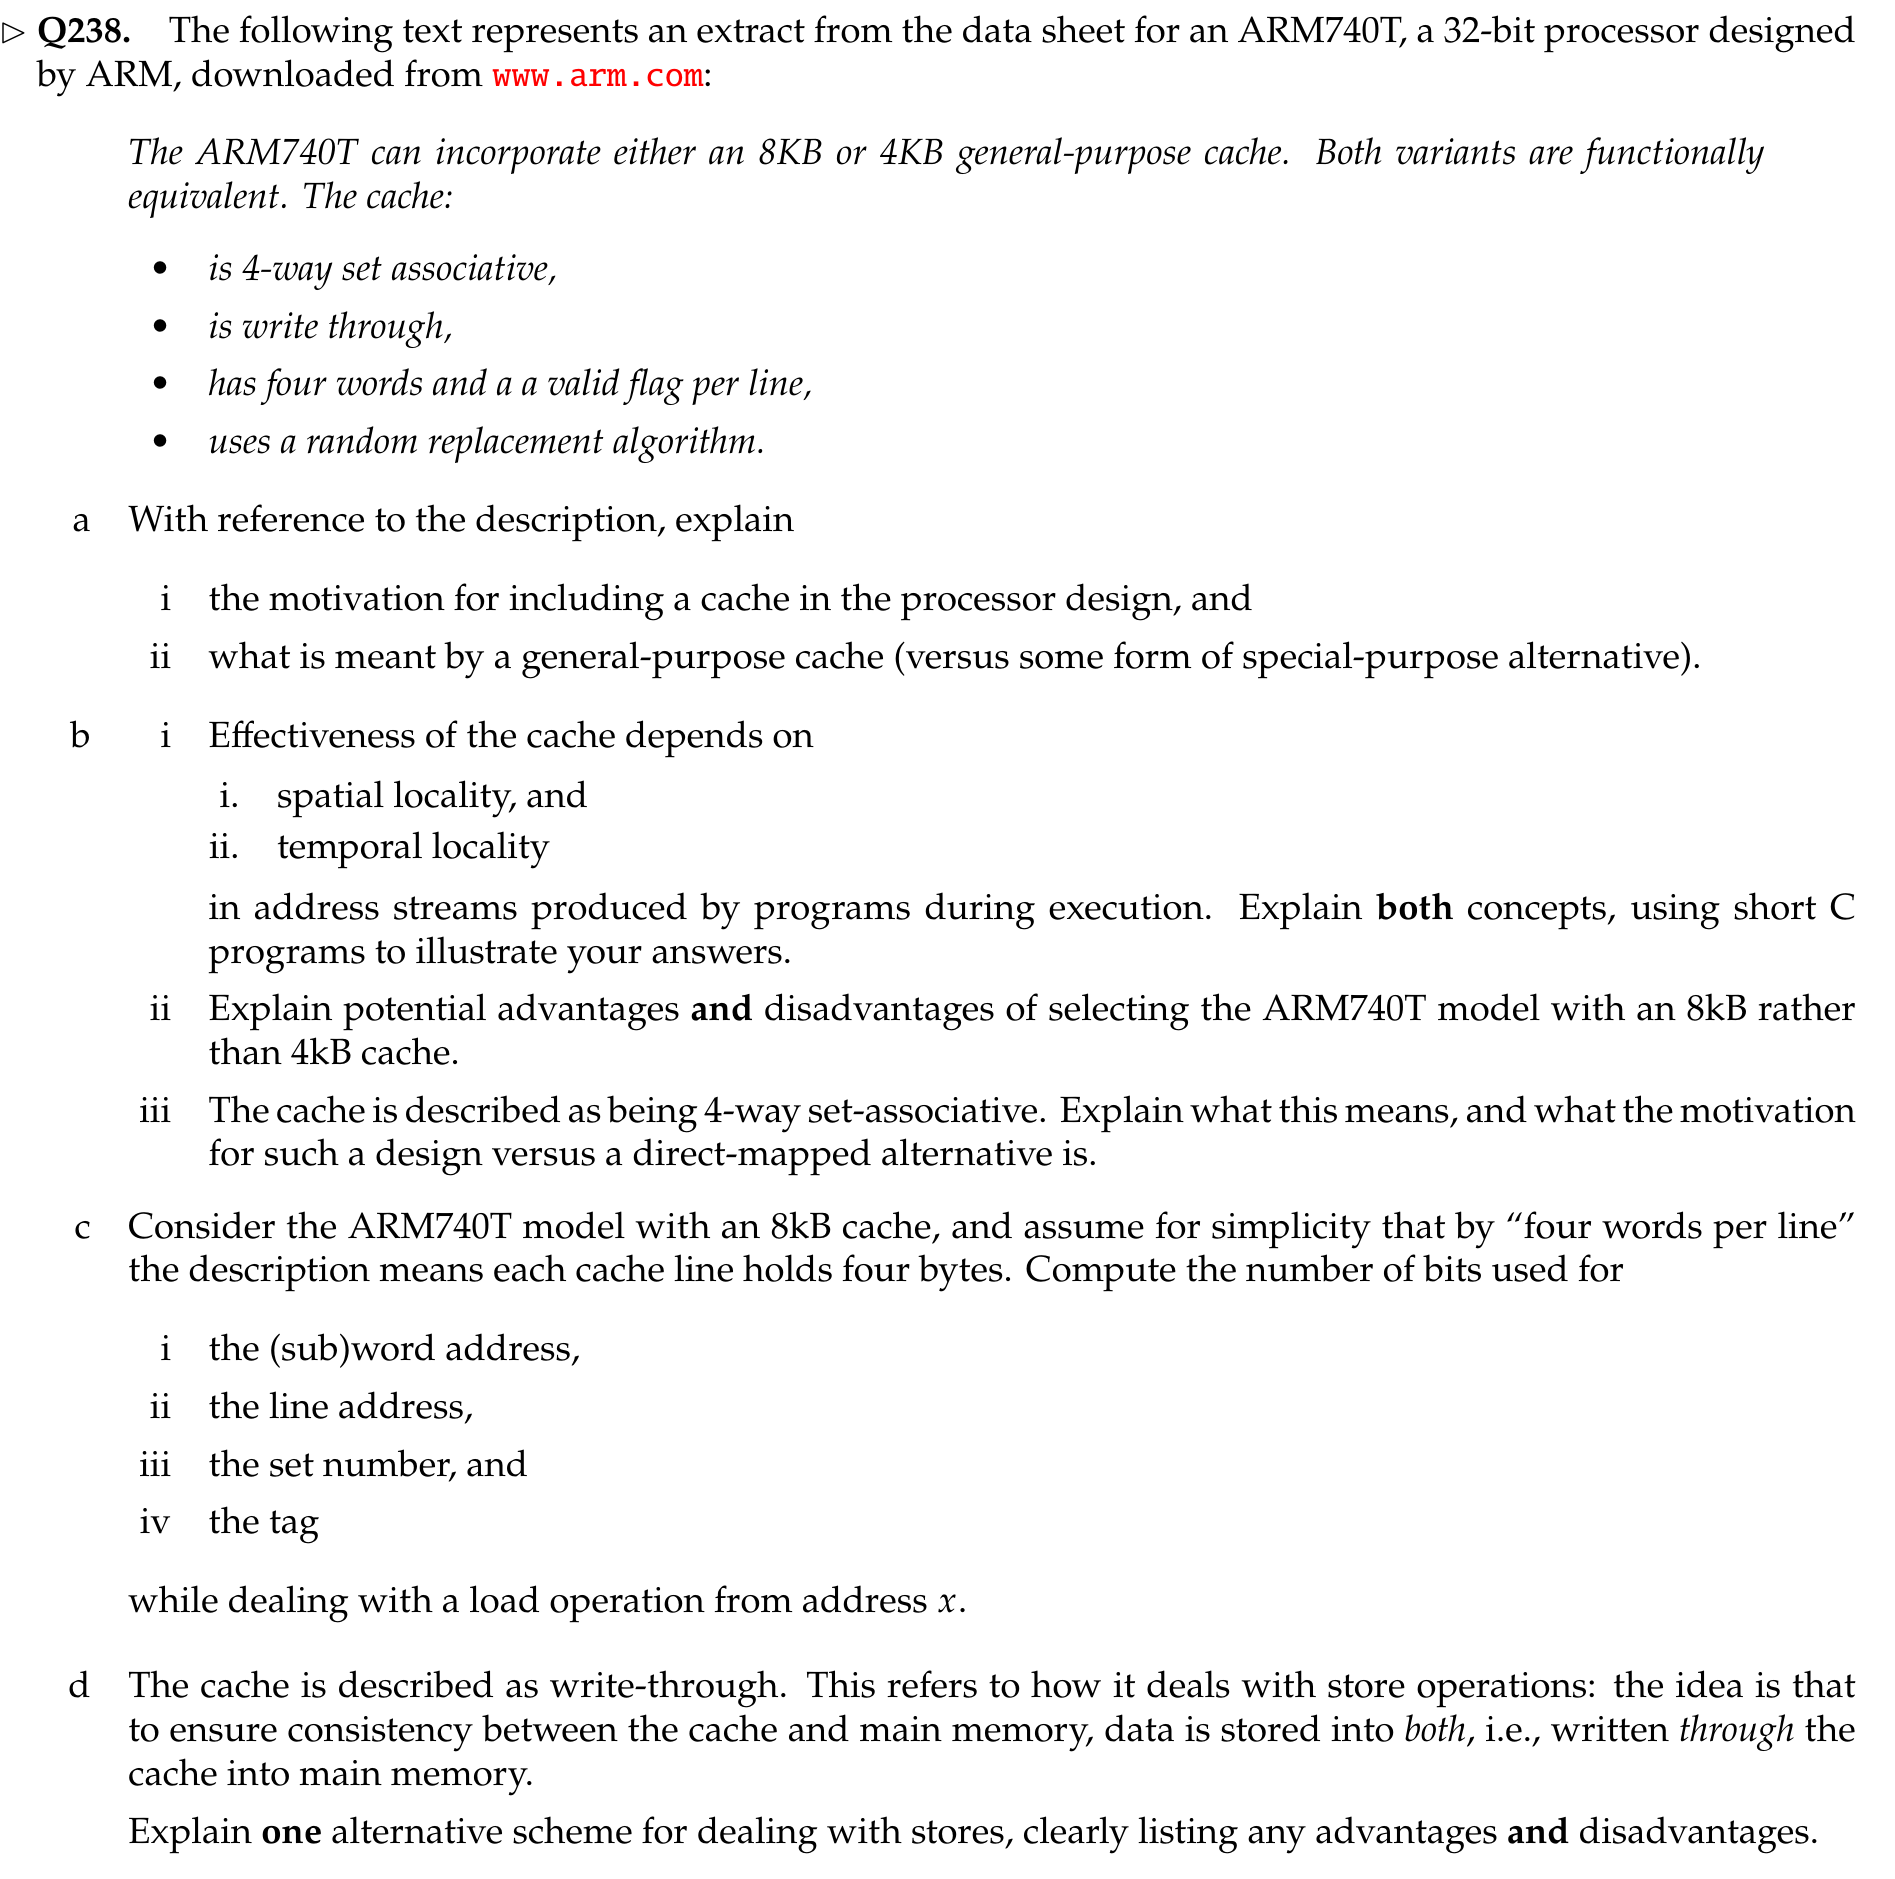 ▷ Q238. The following text represents an extract from the data sheet for an ARM740T, a 32-bit processor designed
by ARM, downloaded from www.arm.com:
The ARM740T can incorporate either an 8KB or 4KB general-purpose cache. Both variants are functionally
equivalent. The cache:
• is 4-way set associative,
• is write through,
• has four words and a a valid flag per line,
• uses a random replacement algorithm.
a With reference to the description, explain
i the motivation for including a cache in the processor design, and
ii what is meant by a general-purpose cache (versus some form of special-purpose alternative).
b i Effectiveness of the cache depends on
i. spatial locality, and
ii. temporal locality
in address streams produced by programs during execution. Explain both concepts, using short C
programs to illustrate your answers.
ii Explain potential advantages and disadvantages of selecting the ARM740T model with an 8kB rather
than 4kB cache.
iii The cache is described as being 4-way set-associative. Explain what this means, and what the motivation
for such a design versus a direct-mapped alternative is.
c Consider the ARM740T model with an 8kB cache, and assume for simplicity that by “four words per line”
the description means each cache line holds four bytes. Compute the number of bits used for
i the (sub)word address,
ii the line address,
iii the set number, and
iv the tag
while dealing with a load operation from address x.
d The cache is described as write-through. This refers to how it deals with store operations: the idea is that
to ensure consistency between the cache and main memory, data is stored into both, i.e., written through the
cache into main memory.
Explain one alternative scheme for dealing with stores, clearly listing any advantages and disadvantages.